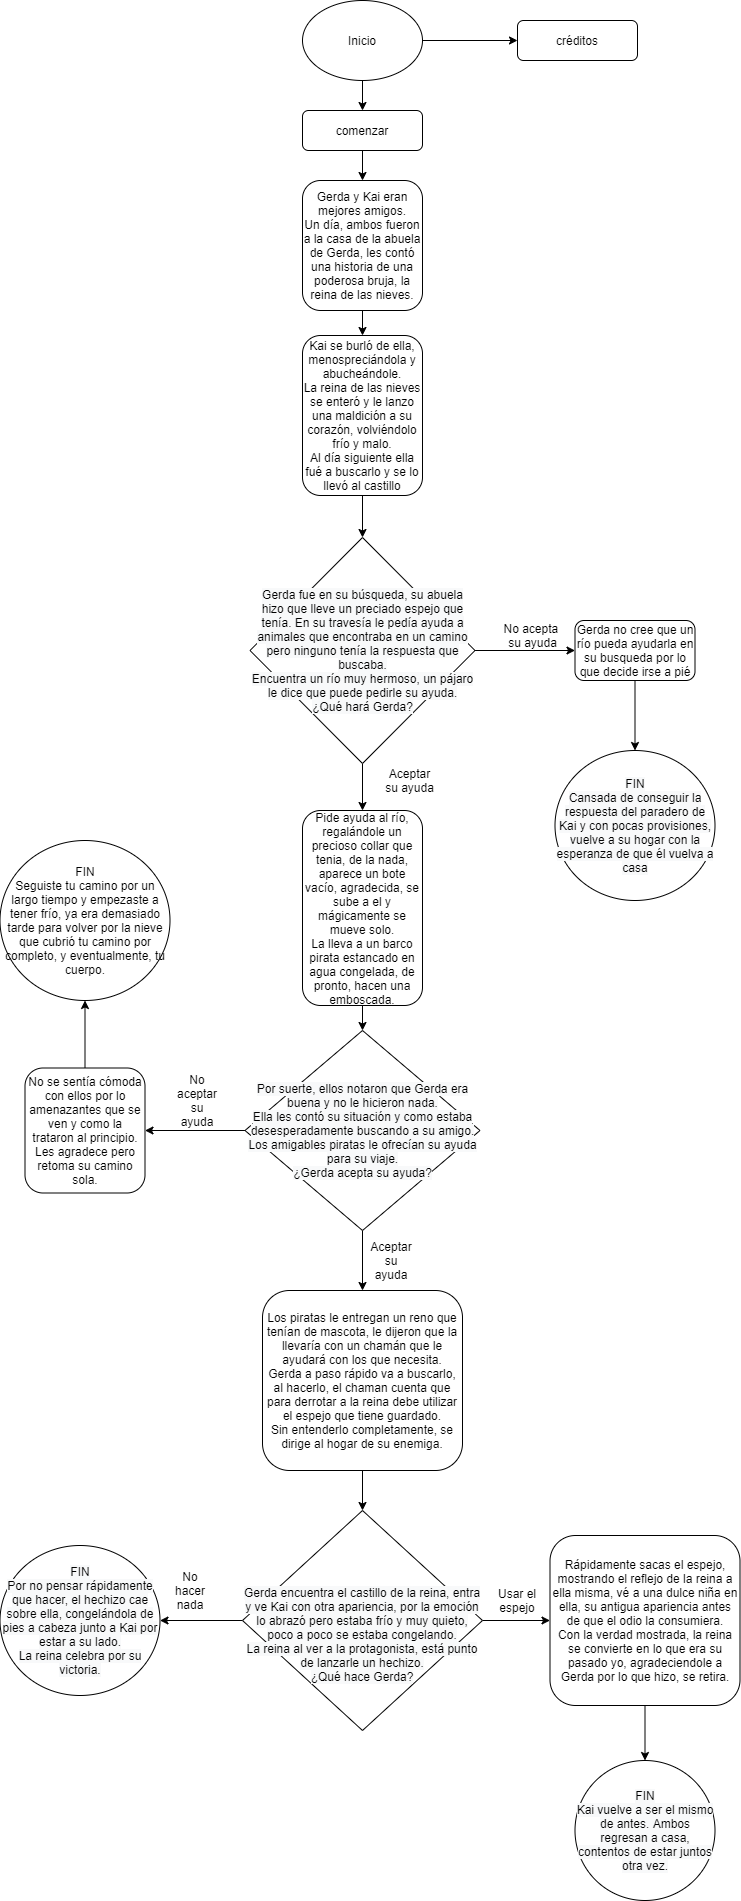 Inicio
créditos
comenzar
Gerda y Kai eran
mejores amigos.
Un día, ambos fueron
a la casa de la abuela
de Gerda, les contó
una historia de una
poderosa bruja, la
reina de las nieves.
Kai se burló de ella,
menospreciándola y
abucheándole.
La reina de las nieves
se enteró y le lanzo
una maldición a su
corazón, volviéndolo
frío y malo.
Al día siguiente ella
fué a buscarlo y se lo
llevó al castillo
Gerda fue en su búsqueda, su abuela
hizo que lleve un preciado espejo que
tenía. En su travesía le pedía ayuda a
animales que encontraba en un camino
pero ninguno tenía la respuesta que
buscaba.
Encuentra un río muy hermoso, un pájaro
le dice que puede pedirle su ayuda.
¿Qué hará Gerda?
No acepta
su ayuda
Gerda no cree que un
río pueda ayudarla en
su busqueda por lo
que decide irse a pié
FIN
Cansada de conseguir la
respuesta del paradero de
Kai y con pocas provisiones,
vuelve a su hogar con la
esperanza de que él vuelva a
casa
Aceptar
su ayuda
Pide ayuda al río,
regalándole un
precioso collar que
tenia, de la nada,
aparece un bote
vacío, agradecida, se
sube a el y
mágicamente se
mueve solo.
La lleva a un barco
pirata estancado en
agua congelada, de
pronto, hacen una
emboscada.
Por suerte, ellos notaron que Gerda era
buena y no le hicieron nada.
Ella les contó su situación y como estaba
desesperadamente buscando a su amigo.
Los amigables piratas le ofrecían su ayuda
para su viaje.
¿Gerda acepta su ayuda?
No
aceptar
su
ayuda
No se sentía cómoda
con ellos por lo
amenazantes que se
ven y como la
trataron al principio.
Les agradece pero
retoma su camino
sola.
FIN
Seguiste tu camino por un
largo tiempo y empezaste a
tener frío, ya era demasiado
tarde para volver por la nieve
que cubrió tu camino por
completo, y eventualmente, tu
cuerpo.
Aceptar
su
ayuda
Los piratas le entregan un reno que
tenían de mascota, le dijeron que la
llevaría con un chamán que le
ayudará con los que necesita.
Gerda a paso rápido va a buscarlo,
al hacerlo, el chaman cuenta que
para derrotar a la reina debe utilizar
el espejo que tiene guardado.
Sin entenderlo completamente, se
dirige al hogar de su enemiga.
Gerda encuentra el castillo de la reina, entra
y ve Kai con otra apariencia, por la emoción
lo abrazó pero estaba frío y muy quieto,
poco a poco se estaba congelando.
La reina al ver a la protagonista, está punto
de lanzarle un hechizo.
¿Qué hace Gerda?
No
hacer
nada
FIN
Por no pensar rápidamente
que hacer, el hechizo cae
sobre ella, congelándola de
pies a cabeza junto a Kai por
estar a su lado.
La reina celebra por su
victoria.
Usar el
espejo
Rápidamente sacas el espejo,
mostrando el reflejo de la reina a
ella misma, vé a una dulce niña en
ella, su antigua apariencia antes
de que el odio la consumiera.
Con la verdad mostrada, la reina
se convierte en lo que era su
pasado yo, agradeciendole a
Gerda por lo que hizo, se retira.
FIN
Kai vuelve a ser el mismo
de antes. Ambos
regresan a casa,
contentos de estar juntos
otra vez.